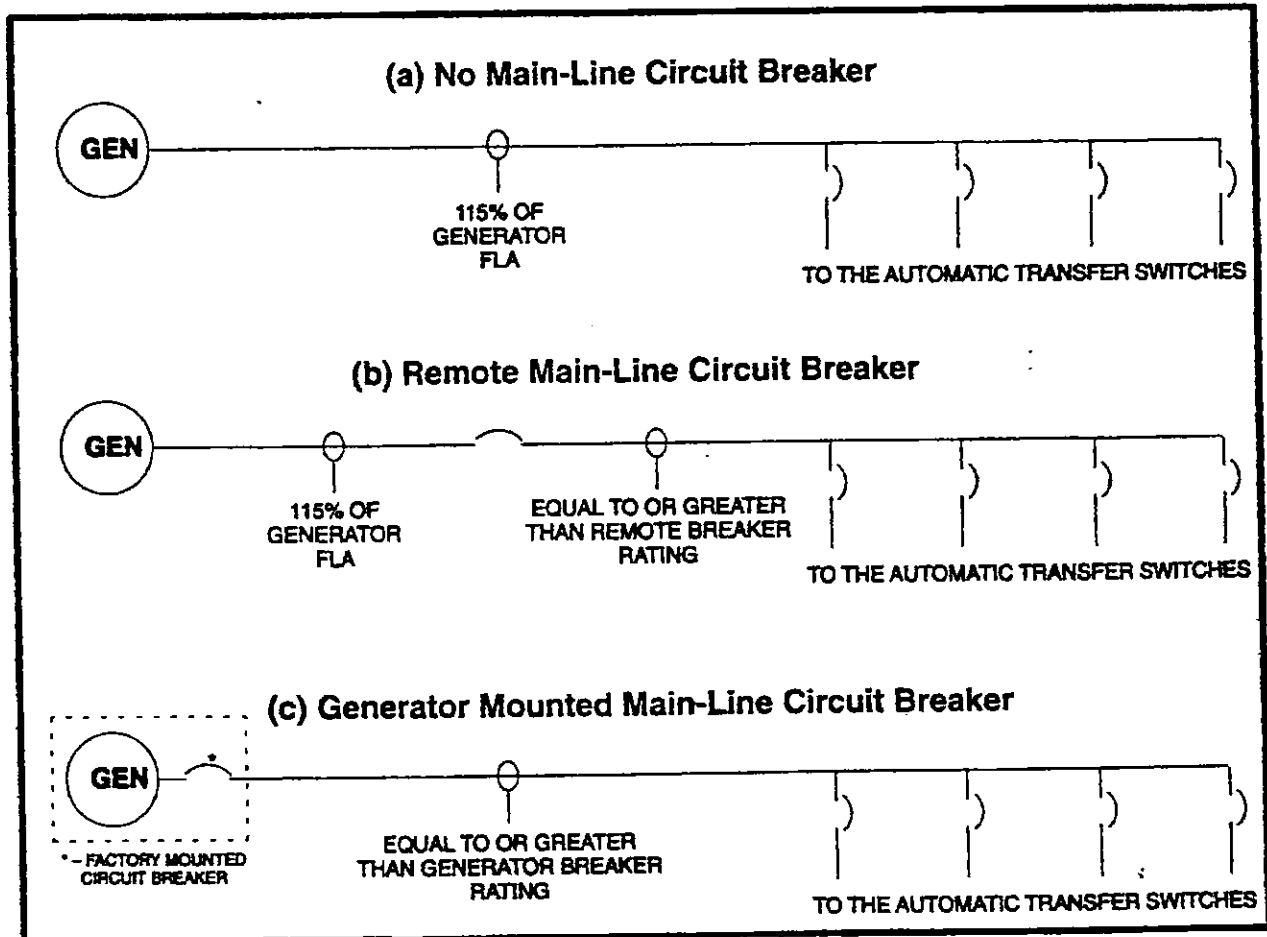 (a) No Main-Line Circuit Breaker
GEN
115% OF
GENERATOR
FLA
TO THE AUTOMATIC TRANSFER SWITCHES
(b) Remote Main-Line Circuit Breaker
GEN
115% OF
GENERATOR
FLA
EQUAL TO OR GREATER
THAN REMOTE BREAKER
RATING
TO THE AUTOMATIC TRANSFER SWITCHES
(c) Generator Mounted Main-Line Circuit Breaker
GEN
*
* – FACTORY MOUNTED
CIRCUIT BREAKER
EQUAL TO OR GREATER
THAN GENERATOR BREAKER
RATING
TO THE AUTOMATIC TRANSFER SWITCHES